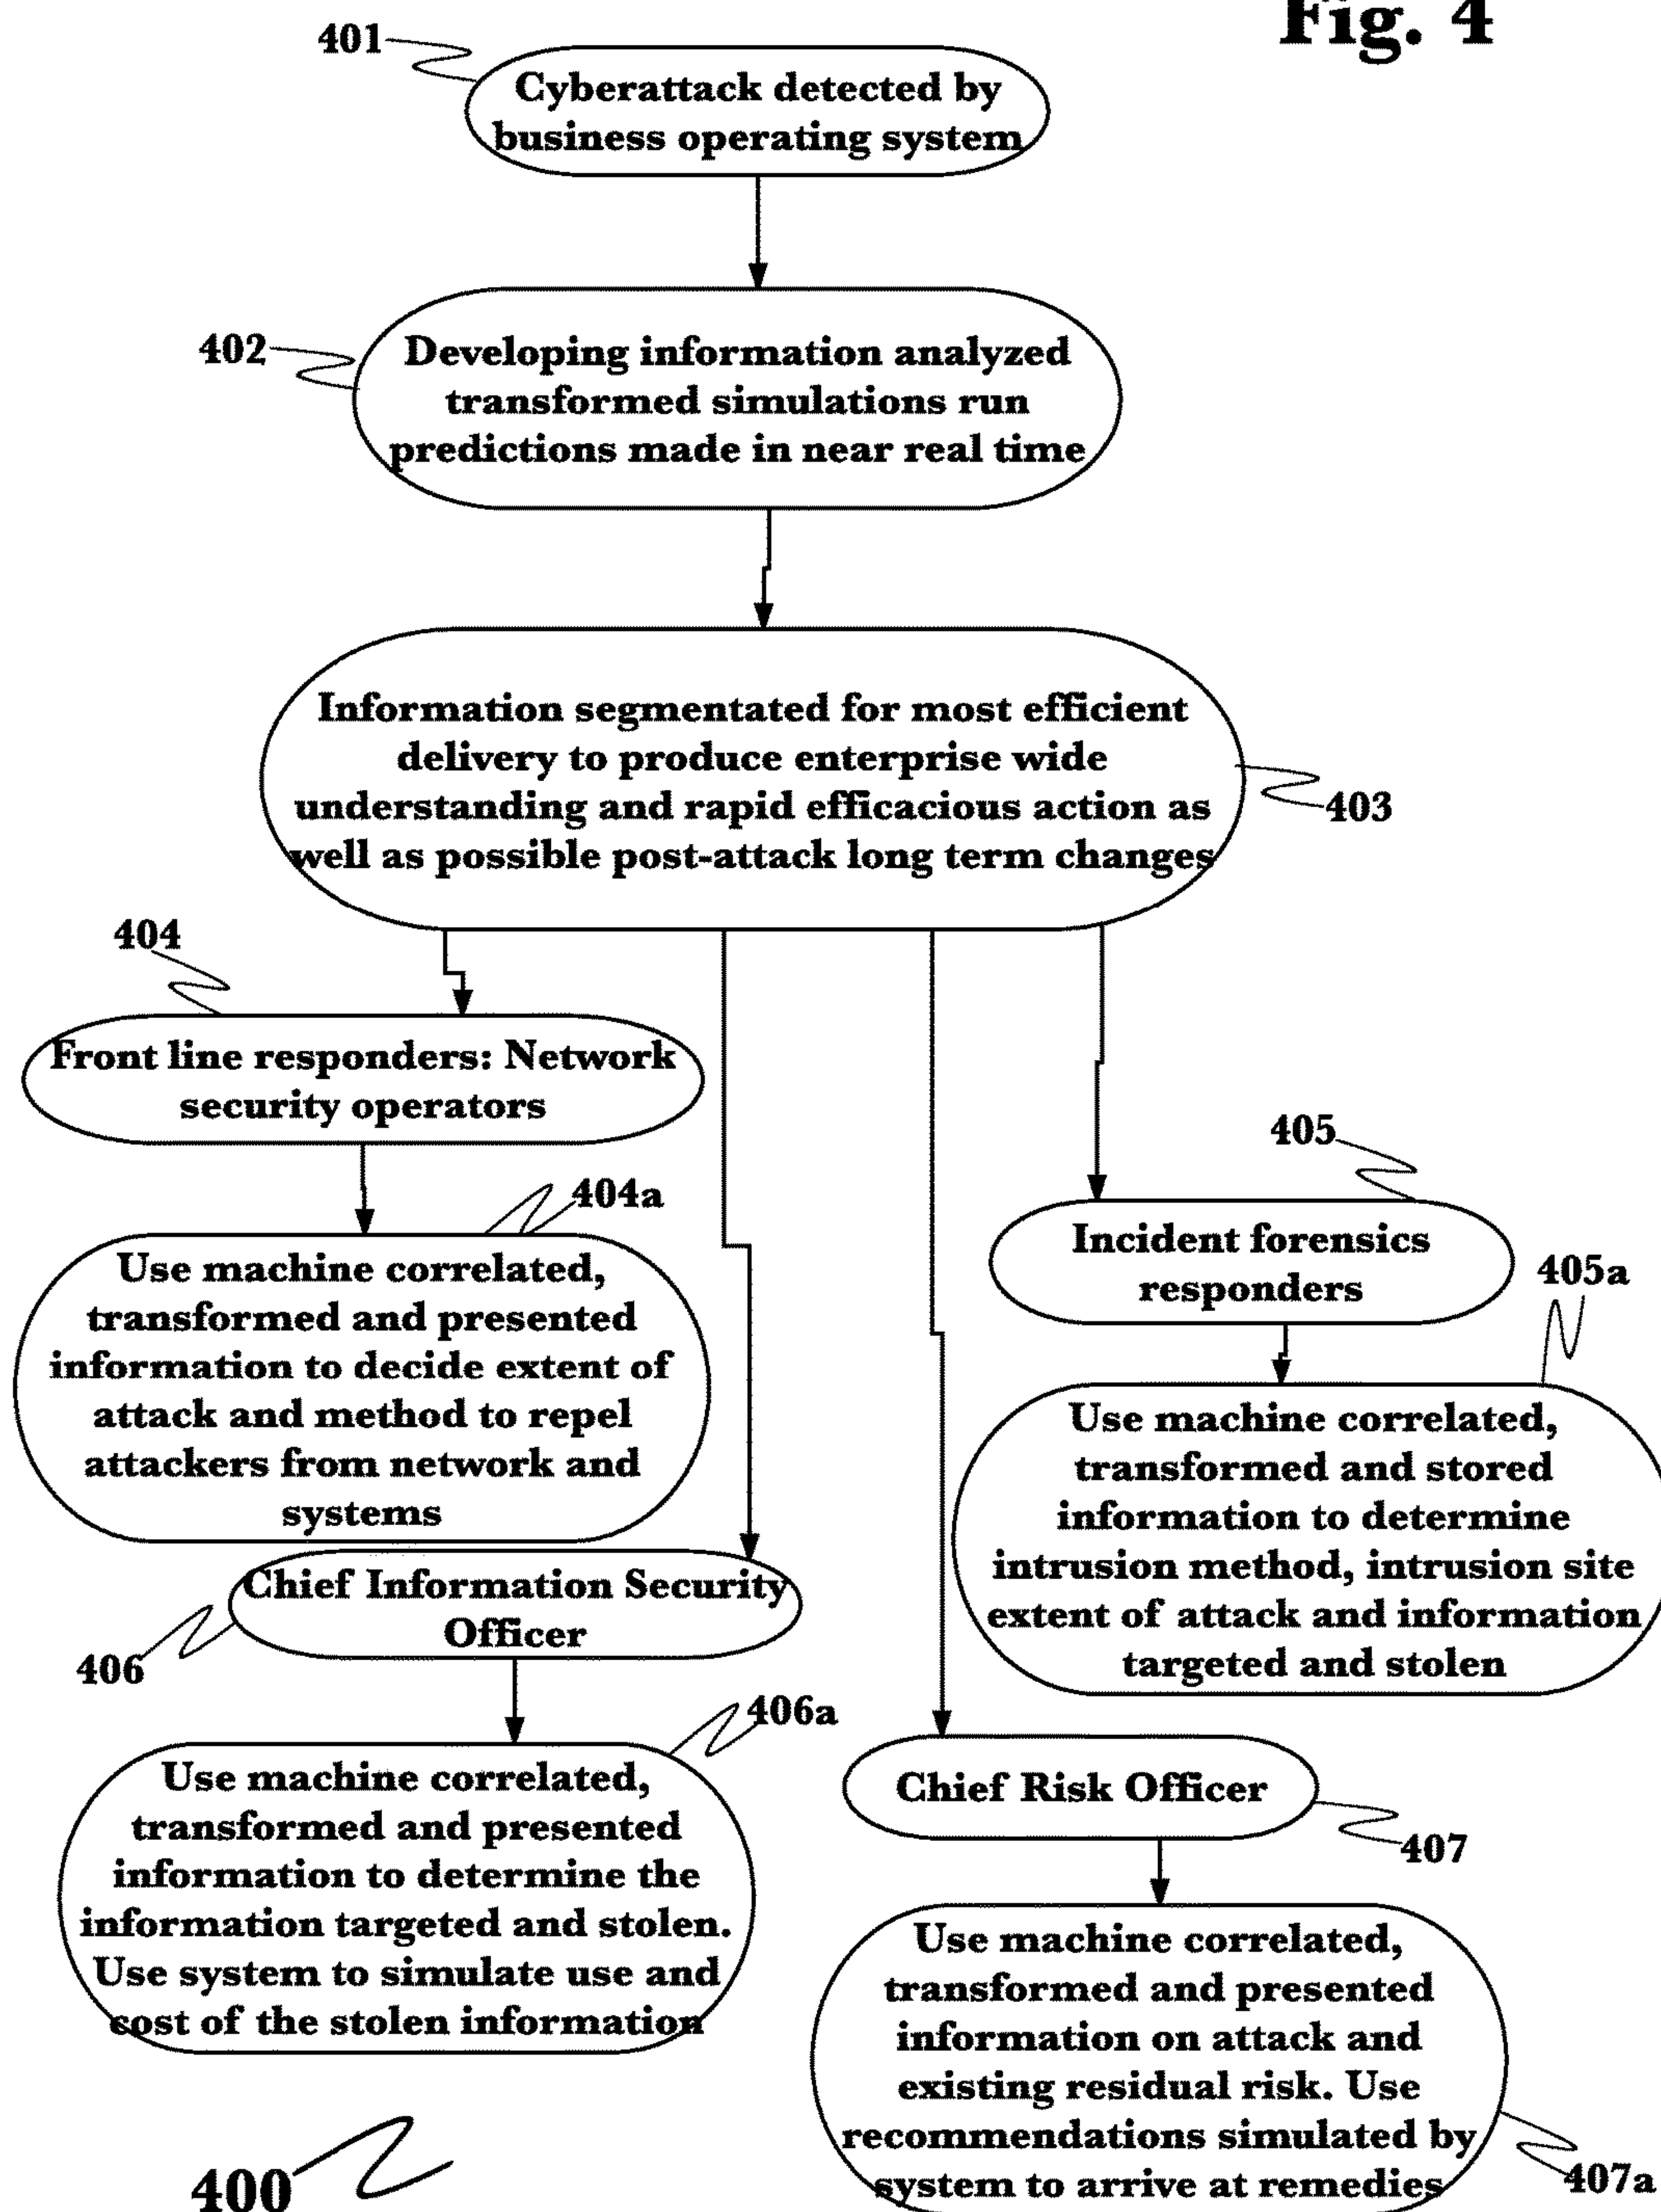 Fig. 4
401
Cyberattack detected by
business operating system
402
Developing information analyzed
transformed simulations run
predictions made in near real time
Information segmentated for most efficient
delivery to produce enterprise wide
understanding and rapid efficacious action as
well as possible post-attack long term changes
403
404
Front line responders: Network
security operators
404a
Use machine correlated,
transformed and presented
information to decide extent of
attack and method to repel
attackers from network and
systems
405
Incident forensics
responders
405a
Use machine correlated,
transformed and stored
information to determine
intrusion method, intrusion site
extent of attack and information
targeted and stolen
Chief Information Security
Officer
406
406a
Use machine correlated,
transformed and presented
information to determine the
information targeted and stolen.
Use system to simulate use and
cost of the stolen information
Chief Risk Officer
407
Use machine correlated,
transformed and presented
information on attack and
existing residual risk. Use
recommendations simulated by
system to arrive at remedies
407a
400